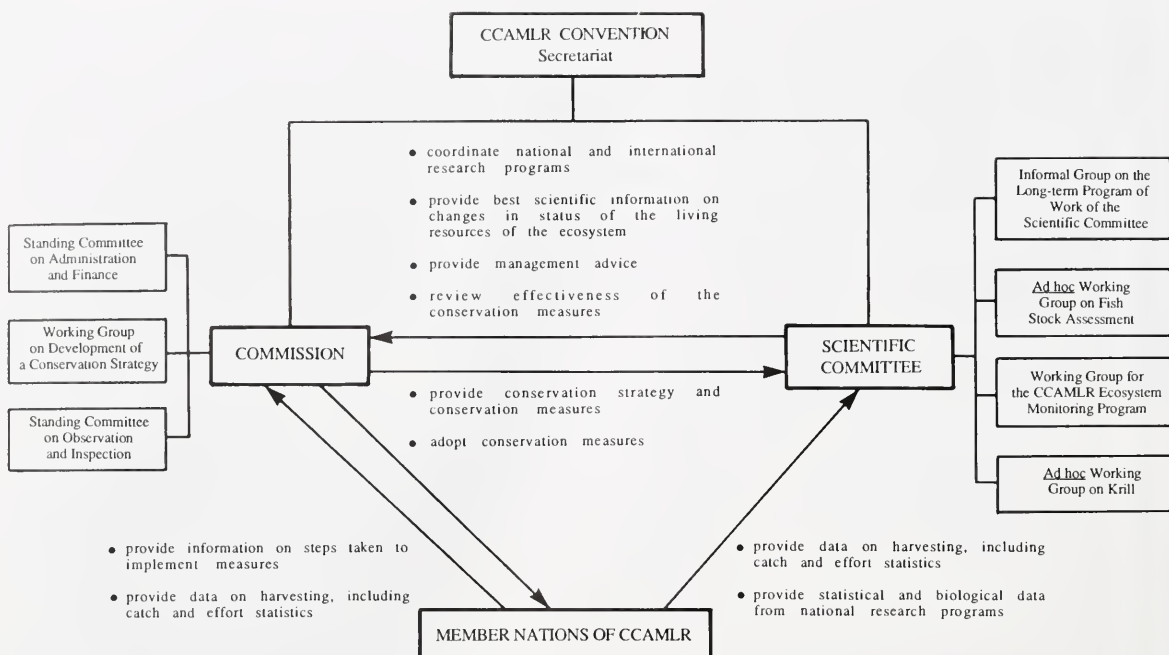 CCAMLR CONVENTION
Secretariat
• coordinate national and international
research programs
• provide best scientific information on
changes in status of the living
resources of the ecosystem
• provide management advice
• review effectiveness of the
conservation measures
Standing Committee
on Administration
and Finance
Working Group
on Development of
a Conservation Strategy
Standing Committee
on Observation
and Inspection
COMMISSION
SCIENTIFIC
COMMITTEE
Informal Group on the
Long-term Program of
Work of the
Scientific Committee
Ad hoc Working
Group on Fish
Stock Assessment
Working Group for
the CCAMLR Ecosystem
Monitoring Program
Ad hoc Working
Group on Krill
• provide conservation strategy and
conservation measures
• adopt conservation measures
• provide information on steps taken to
implement measures
• provide data on harvesting, including
catch and effort statistics
• provide data on harvesting, including
catch and effort statistics
• provide statistical and biological data
from national research programs
MEMBER NATIONS OF CCAMLR